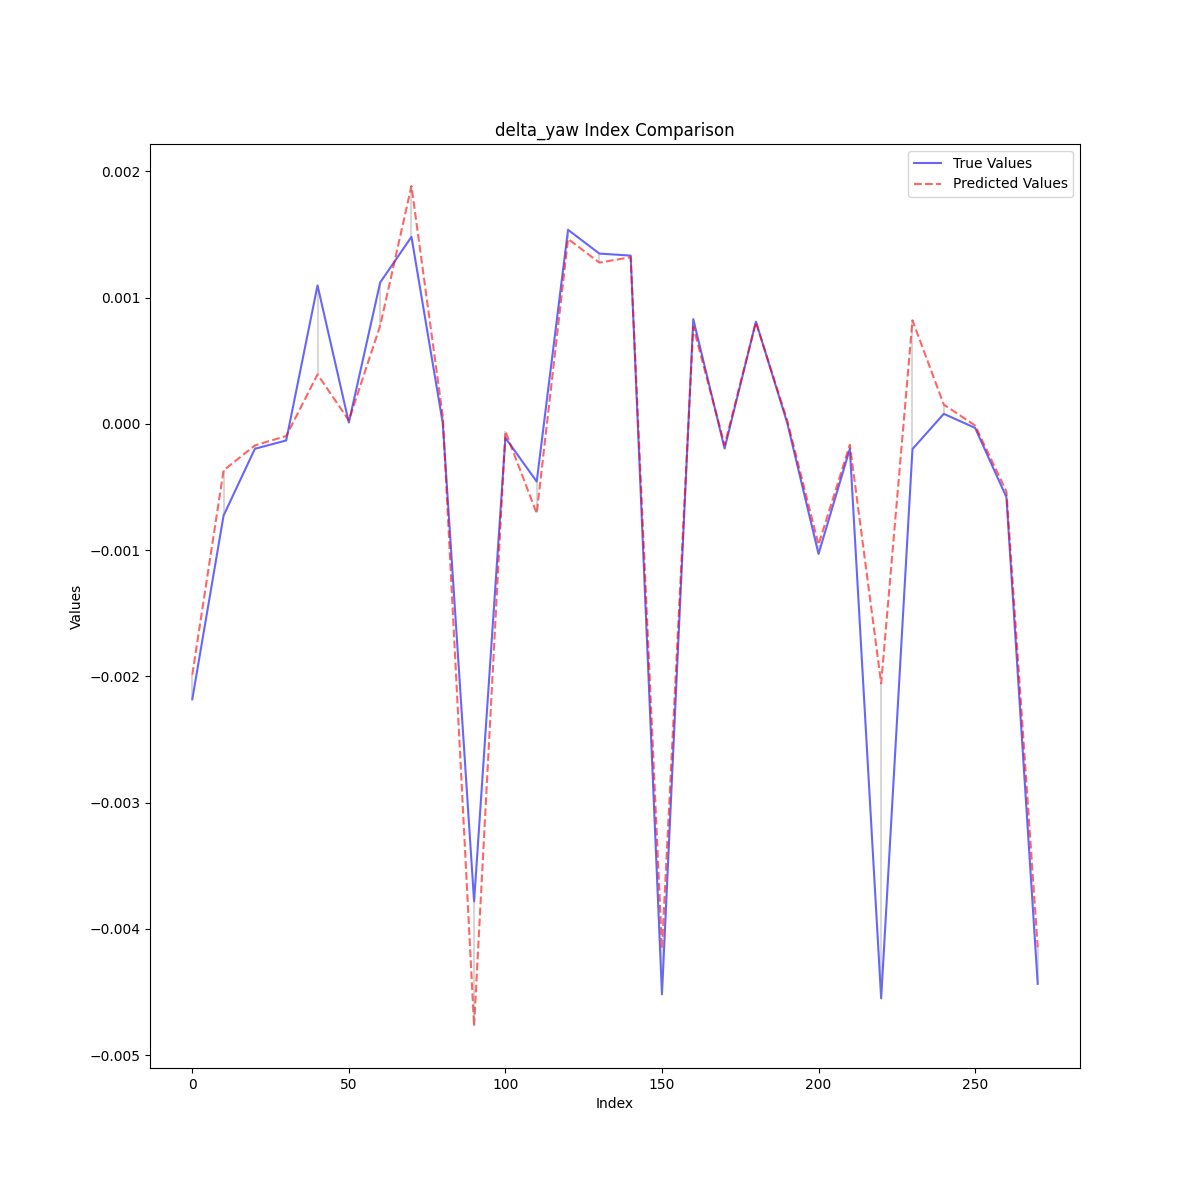 delta_yaw Index Comparison
True Values
Predicted Values
0.002
0.001
0.000
−0.001
−0.002
−0.003
−0.004
−0.005
Values
0 50 100 150 200 250
Index